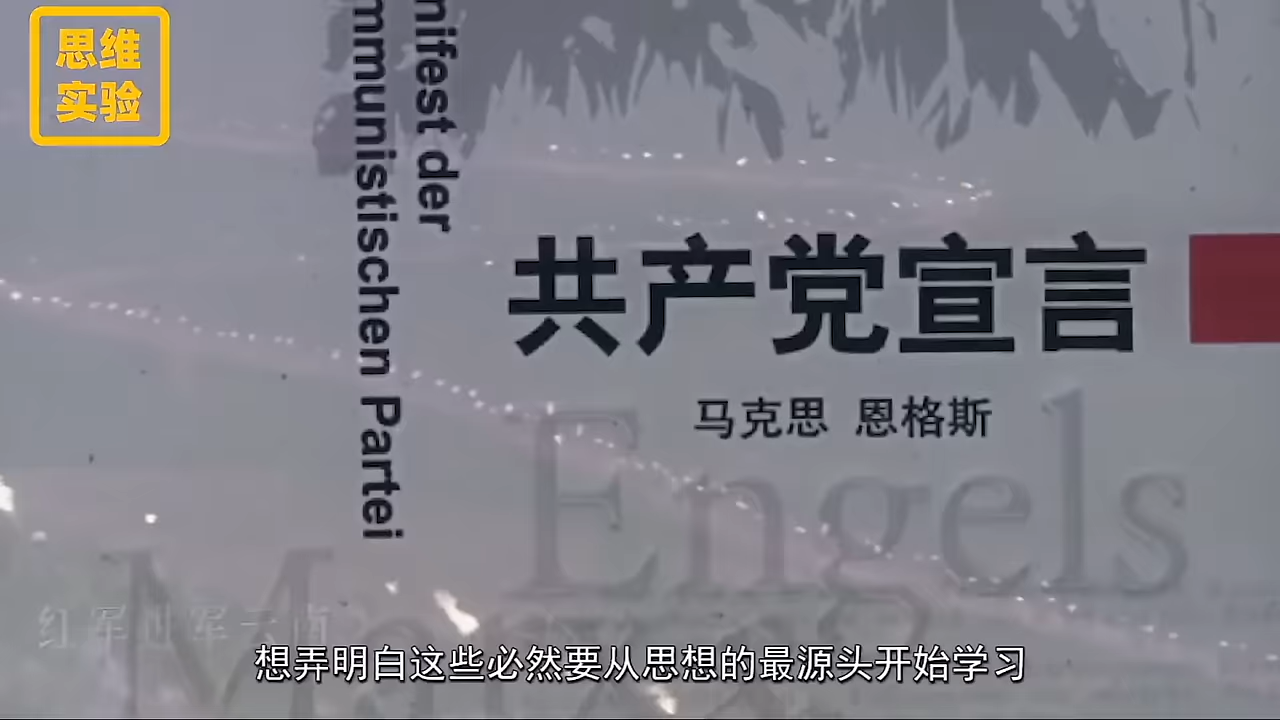 思维
实验
nifest der
mmunistischen Partei
共产党宣言
马克思 恩格斯
Engels
Marx
想弄明白这些必然要从思想的最源头开始学习